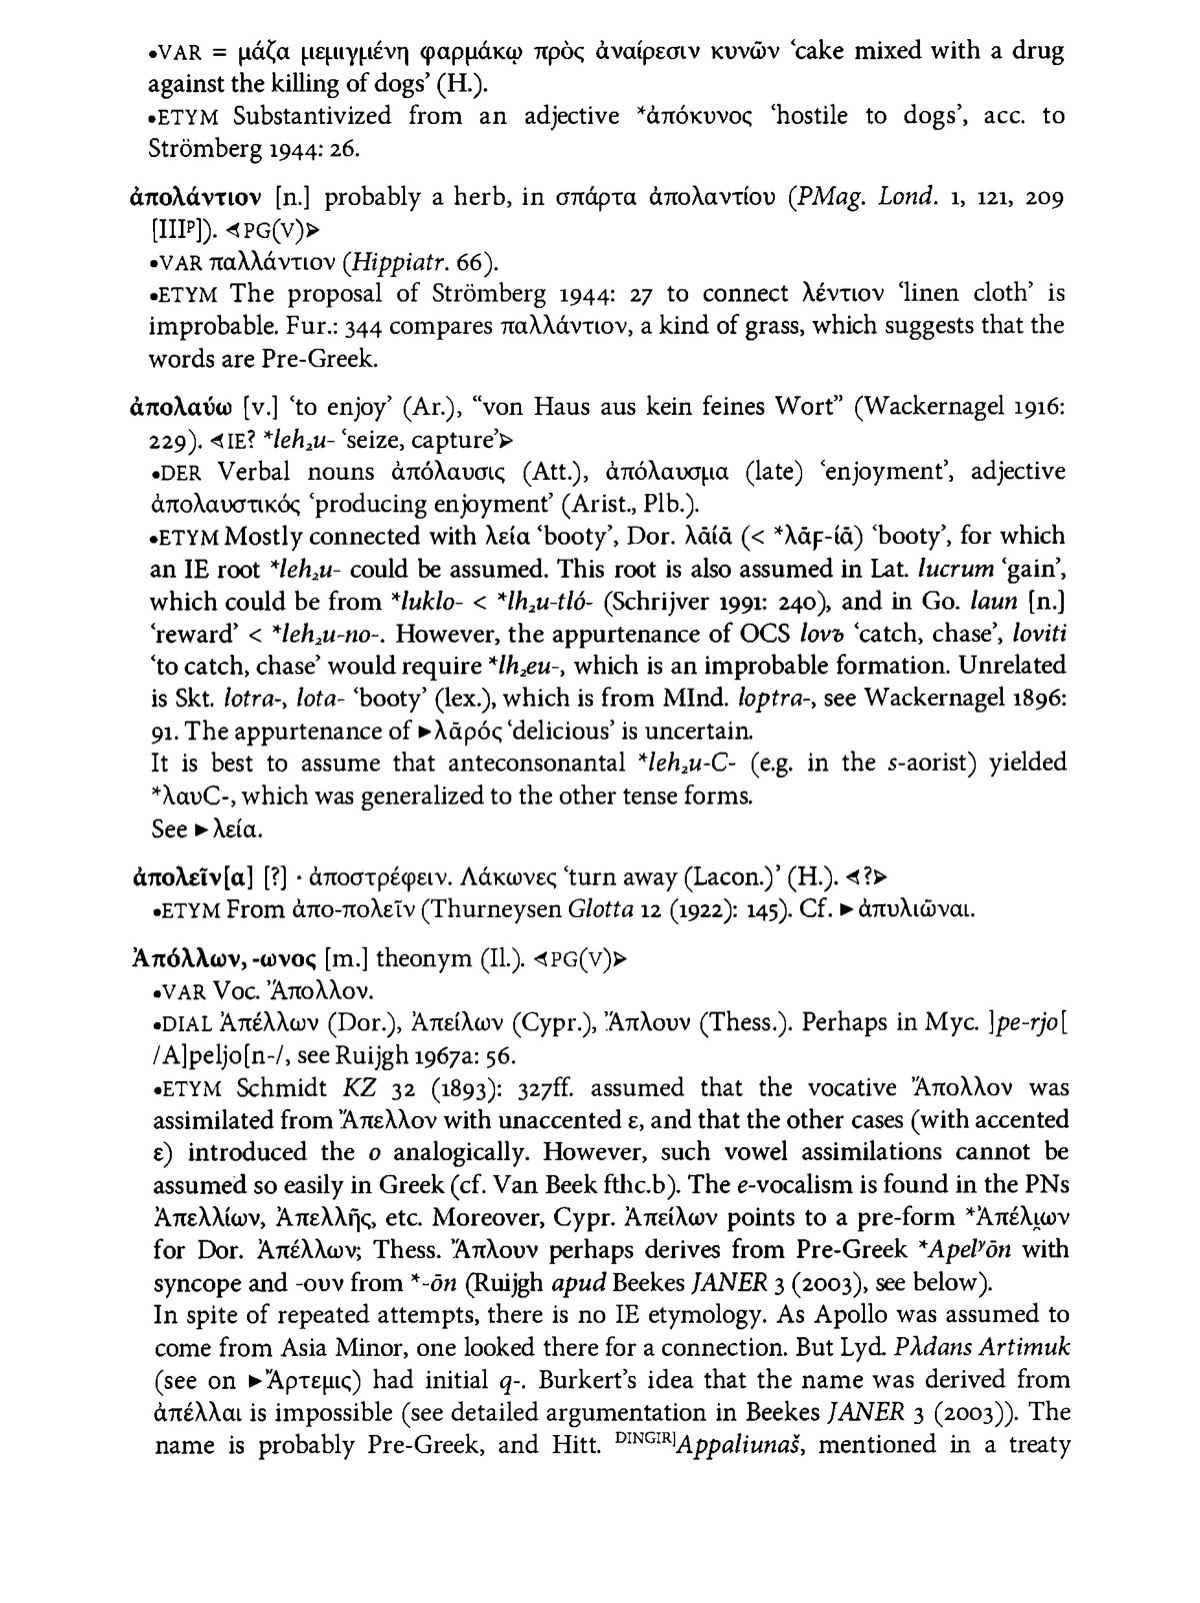 •VAR = μάζα μεμιγμένη φαρμάκῳ πρὸς ἀναίρεσιν κυνῶν ‘cake mixed with a drug
against the killing of dogs’ (H.).
•ETYM Substantivized from an adjective *ἀπόκυνος ‘hostile to dogs’, acc. to
Strömberg 1944: 26.
ἀπολάντιον [n.] probably a herb, in σπάρτα ἀπολαντίου (PMag. Lond. 1, 121, 209
[IIIᵖ]). ⋖PG(V)⋗
•VAR παλλάντιον (Hippiatr. 66).
•ETYM The proposal of Strömberg 1944: 27 to connect λέντιον ‘linen cloth’ is
improbable. Fur.: 344 compares παλλάντιον, a kind of grass, which suggests that the
words are Pre-Greek.
ἀπολαύω [v.] ‘to enjoy’ (Ar.), “von Haus aus kein feines Wort” (Wackernagel 1916:
229). ⋖IE? *leh₂u- ‘seize, capture’⋗
•DER Verbal nouns ἀπόλαυσις (Att.), ἀπόλαυσμα (late) ‘enjoyment’, adjective
ἀπολαυστικός ‘producing enjoyment’ (Arist., Plb.).
•ETYM Mostly connected with λεία ‘booty’, Dor. λᾱίᾱ (< *λᾱϝ-ίᾱ) ‘booty’, for which
an IE root *leh₂u- could be assumed. This root is also assumed in Lat. lucrum ‘gain’,
which could be from *luklo- < *lh₂u-tló- (Schrijver 1991: 240), and in Go. laun [n.]
‘reward’ < *leh₂u-no-. However, the appurtenance of OCS lovъ ‘catch, chase’, loviti
‘to catch, chase’ would require *lh₂eu-, which is an improbable formation. Unrelated
is Skt. lotra-, lota- ‘booty’ (lex.), which is from MInd. loptra-, see Wackernagel 1896:
91. The appurtenance of ►λᾱρός ‘delicious’ is uncertain.
It is best to assume that anteconsonantal *leh₂u-C- (e.g. in the s-aorist) yielded
*λαυC-, which was generalized to the other tense forms.
See ►λεία.
ἀπολεῖν[α] [?] · ἀποστρέφειν. Λάκωνες ‘turn away (Lacon.)’ (H.). ⋖?⋗
•ETYM From ἀπο-πολεῖν (Thurneysen Glotta 12 (1922): 145). Cf. ►ἀπυλιῶναι.
Ἀπόλλων, -ωνος [m.] theonym (Il.). ⋖PG(V)⋗
•VAR Voc. Ἄπολλον.
•DIAL Ἀπέλλων (Dor.), Ἀπείλων (Cypr.), Ἄπλουν (Thess.). Perhaps in Myc. ]pe-rjo[
/A]peljo[n-/, see Ruijgh 1967a: 56.
•ETYM Schmidt KZ 32 (1893): 327ff. assumed that the vocative Ἄπολλον was
assimilated from Ἄπελλον with unaccented ε, and that the other cases (with accented
ε) introduced the o analogically. However, such vowel assimilations cannot be
assumed so easily in Greek (cf. Van Beek fthc.b). The e-vocalism is found in the PNs
Ἀπελλίων, Ἀπελλῆς, etc. Moreover, Cypr. Ἀπείλων points to a pre-form *Ἀπέλι̯ων
for Dor. Ἀπέλλων; Thess. Ἄπλουν perhaps derives from Pre-Greek *Apelʸōn with
syncope and -ουν from *-ōn (Ruijgh apud Beekes JANER 3 (2003), see below).
In spite of repeated attempts, there is no IE etymology. As Apollo was assumed to
come from Asia Minor, one looked there for a connection. But Lyd. Pλdans Artimuk
(see on ►Ἄρτεμις) had initial q-. Burkert’s idea that the name was derived from
ἀπέλλαι is impossible (see detailed argumentation in Beekes JANER 3 (2003)). The
name is probably Pre-Greek, and Hitt. DINGIR]Appaliunaš, mentioned in a treaty